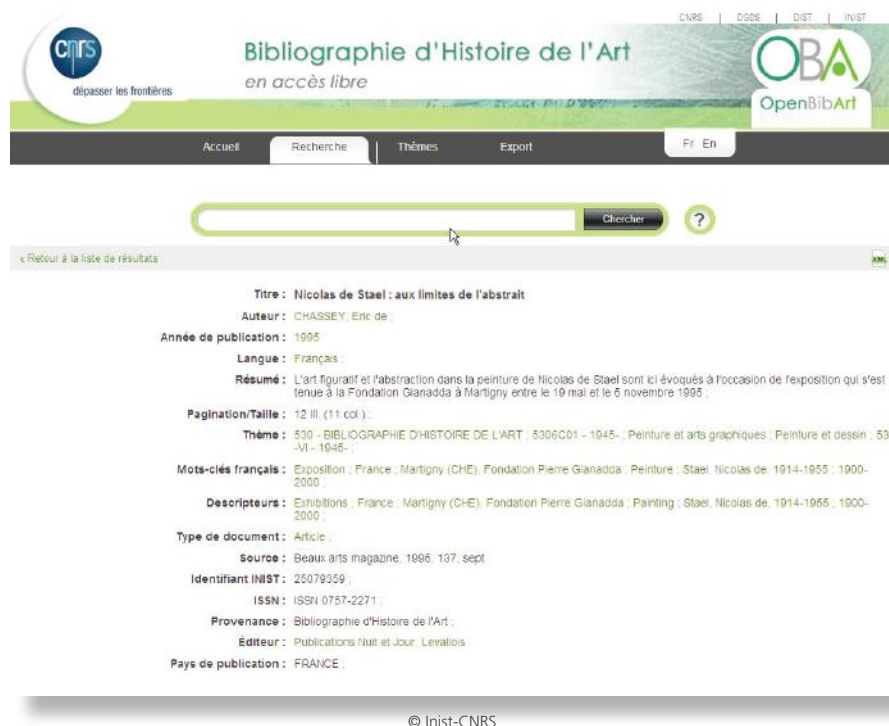 CNRS | DGDS | DIST | INIST
cnrs
dépasser les frontières
Bibliographie d'Histoire de l'Art
en accès libre
OBA
OpenBibArt
Accueil Recherche Thèmes Export Fr En
Chercher ?
« Retour à la liste de résultats XML
Titre : Nicolas de Stael : aux limites de l'abstrait
Auteur : CHASSEY, Eric de ;
Année de publication : 1995
Langue : Français ;
Résumé : L'art figuratif et l'abstraction dans la peinture de Nicolas de Stael sont ici évoqués à l'occasion de l'exposition qui s'est
tenue à la Fondation Gianadda à Martigny entre le 19 mai et le 5 novembre 1995 ;
Pagination/Taille : 12 ill. (11 col.) ;
Thème : 530 - BIBLIOGRAPHIE D'HISTOIRE DE L'ART ; 5306C01 - 1945- ; Peinture et arts graphiques ; Peinture et dessin ; 53
-VI - 1945- ;
Mots-clés français : Exposition ; France ; Martigny (CHE), Fondation Pierre Gianadda ; Peinture ; Stael, Nicolas de, 1914-1955 ; 1900-
2000 ;
Descripteurs : Exhibitions ; France ; Martigny (CHE), Fondation Pierre Gianadda ; Painting ; Stael, Nicolas de, 1914-1955 ; 1900-
2000 ;
Type de document : Article ;
Source : Beaux arts magazine, 1995, 137, sept
Identifiant INIST : 25079359 ;
ISSN : ISSN 0757-2271 ;
Provenance : Bibliographie d'Histoire de l'Art ;
Éditeur : Publications Nuit et Jour, Levallois
Pays de publication : FRANCE ;
© Inist-CNRS